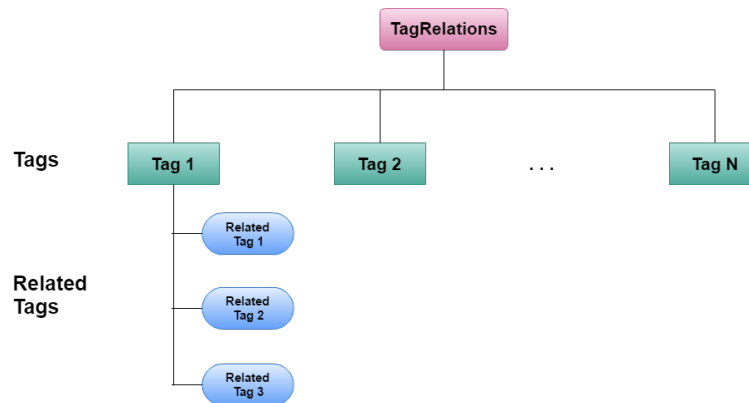 TagRelations
Tags
Tag 1
Tag 2
. . .
Tag N
Related
Tag 1
Related
Tags
Related
Tag 2
Related
Tag 3